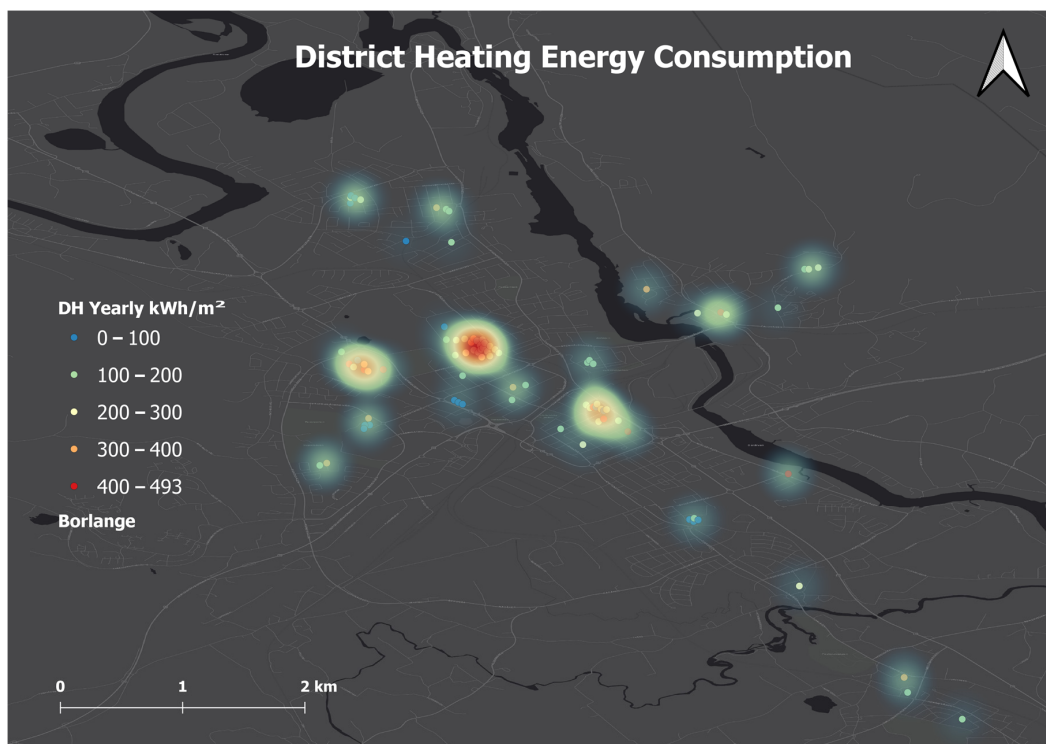 District Heating Energy Consumption
DH Yearly kWh/m²
0 – 100
100 – 200
200 – 300
300 – 400
400 – 493
Borlange
0 1 2 km